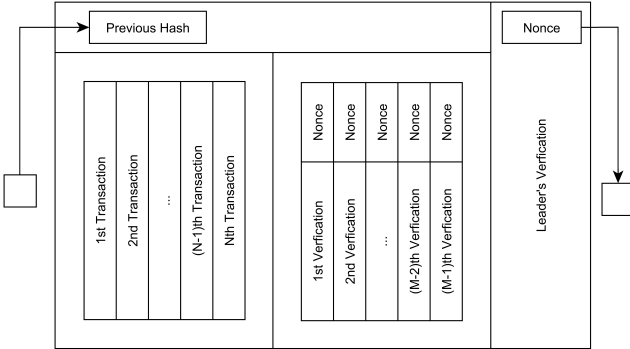 Previous Hash
Nonce
1st Transaction
2nd Transaction
...
(N-1)th Transaction
Nth Transaction
Nonce
Nonce
Nonce
Nonce
Nonce
1st Verfication
2nd Verfication
...
(M-2)th Verfication
(M-1)th Verfication
Leader's Verfication